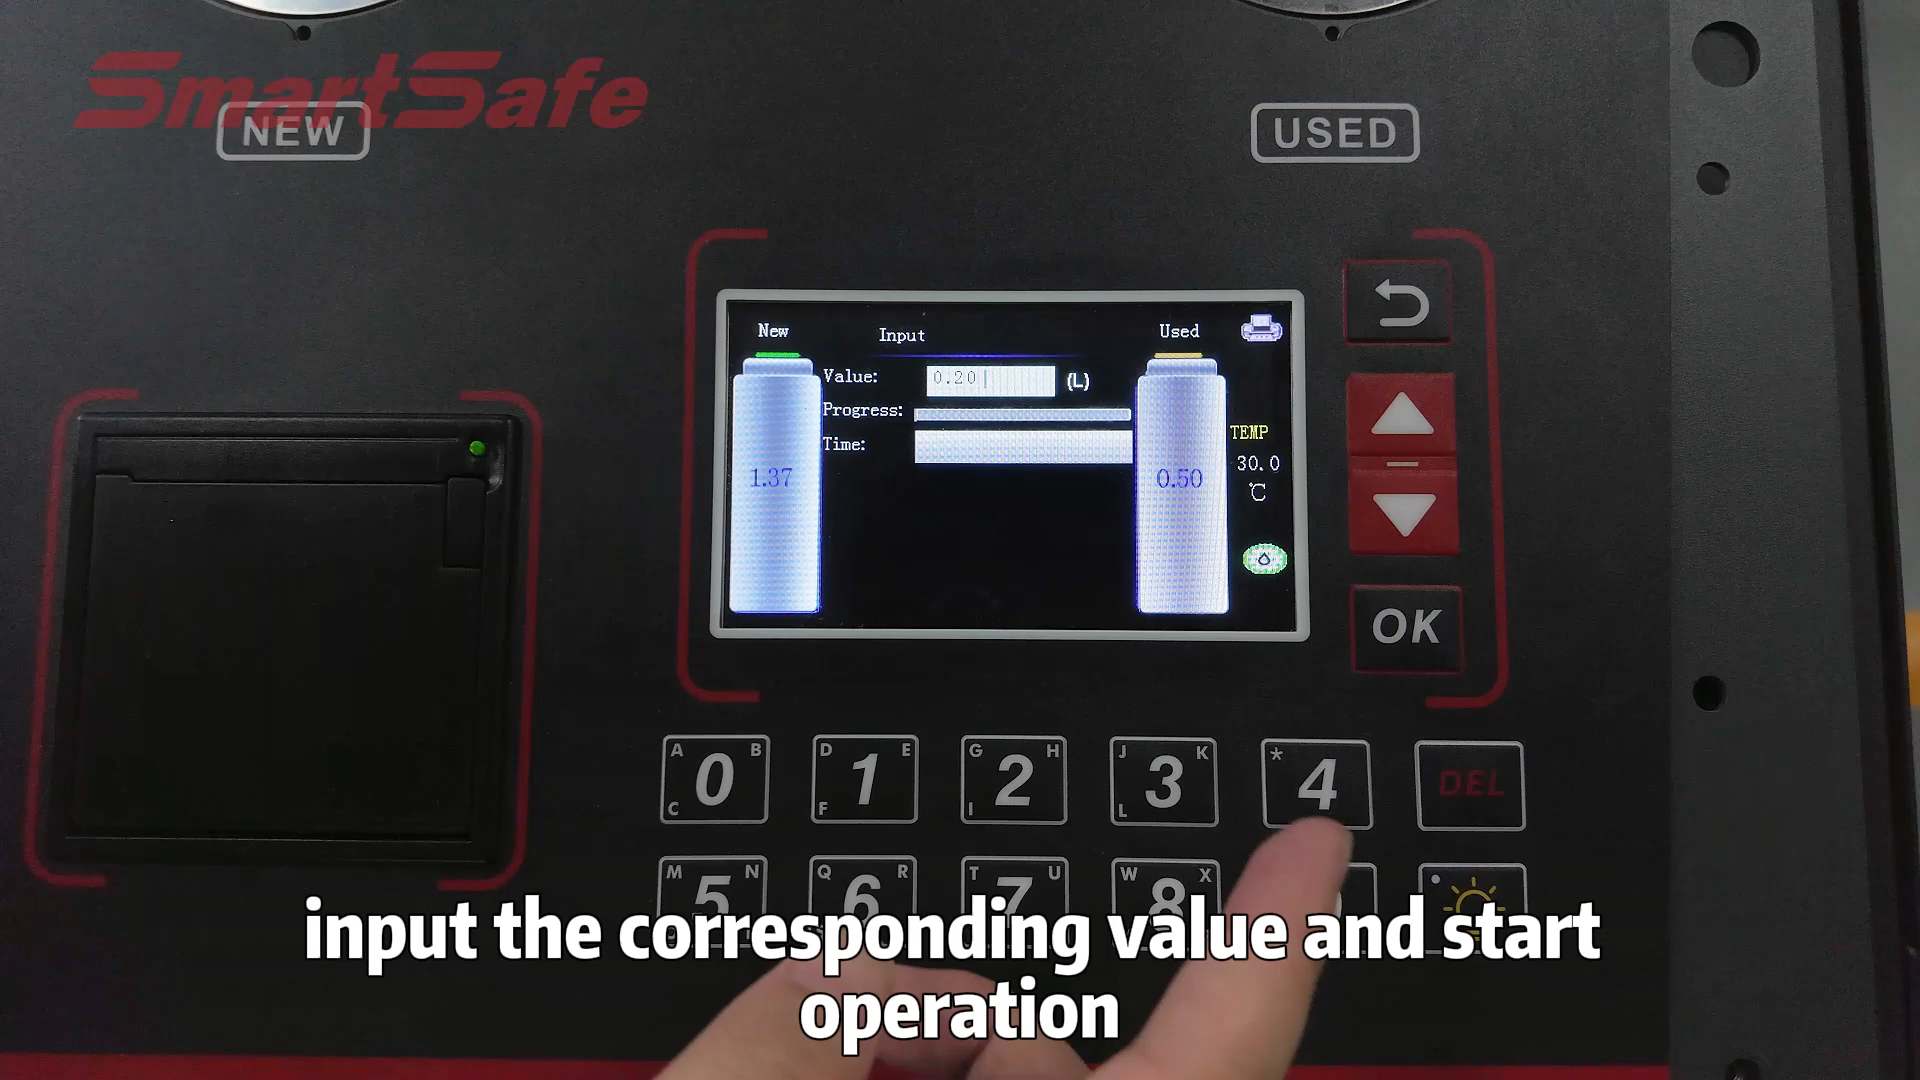 SmartSafe
NEW
USED
New
Input
Used
Value:
0.20
(L)
Progress:
Time:
1.37
0.50
TEMP
30.0
℃
OK
A B 0 C
D E 1 F
G H 2 I
J K 3 L
* 4
DEL
M N 5
Q R 6
T U 7
W X 8
input the corresponding value and start
operation